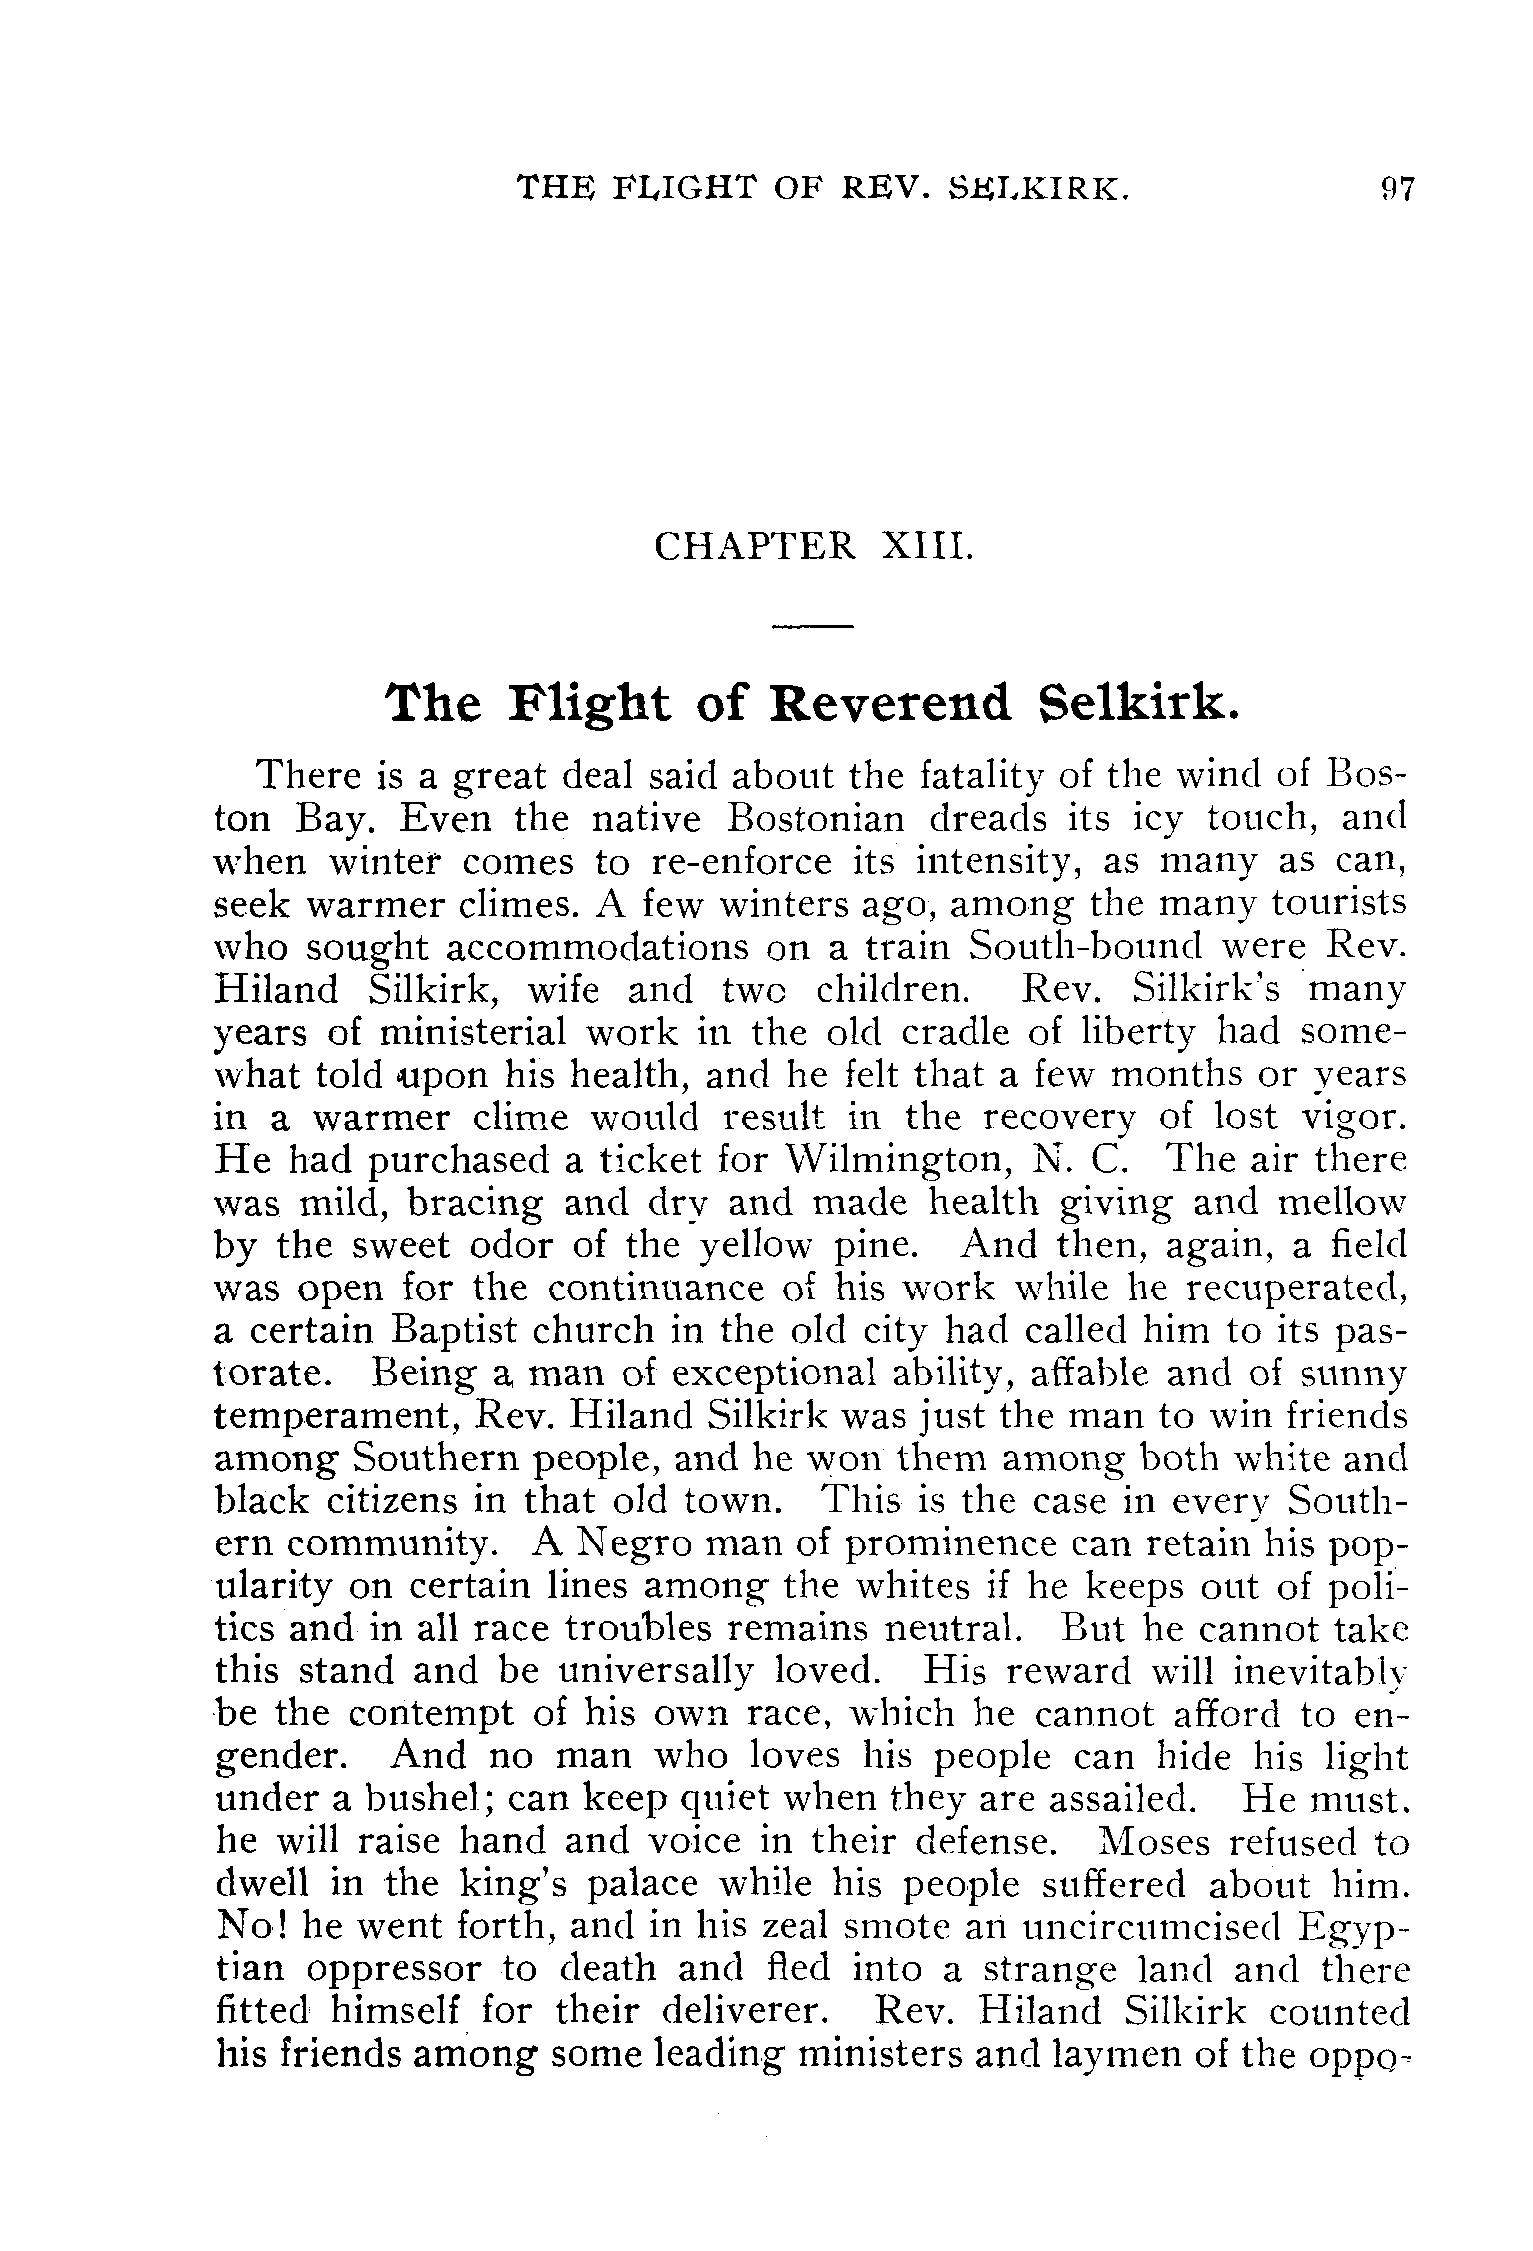 THE FLIGHT OF REV. SELKIRK. 97
CHAPTER XIII.
The Flight of Reverend Selkirk.
There is a great deal said about the fatality of the wind of Bos-
ton Bay. Even the native Bostonian dreads its icy touch, and
when winter comes to re-enforce its intensity, as many as can,
seek warmer climes. A few winters ago, among the many tourists
who sought accommodations on a train South-bound were Rev.
Hiland Silkirk, wife and two children. Rev. Silkirk's many
years of ministerial work in the old cradle of liberty had some-
what told upon his health, and he felt that a few months or years
in a warmer clime would result in the recovery of lost vigor.
He had purchased a ticket for Wilmington, N. C. The air there
was mild, bracing and dry and made health giving and mellow
by the sweet odor of the yellow pine. And then, again, a field
was open for the continuance of his work while he recuperated,
a certain Baptist church in the old city had called him to its pas-
torate. Being a man of exceptional ability, affable and of sunny
temperament, Rev. Hiland Silkirk was just the man to win friends
among Southern people, and he won them among both white and
black citizens in that old town. This is the case in every South-
ern community. A Negro man of prominence can retain his pop-
ularity on certain lines among the whites if he keeps out of poli-
tics and in all race troubles remains neutral. But he cannot take
this stand and be universally loved. His reward will inevitably
be the contempt of his own race, which he cannot afford to en-
gender. And no man who loves his people can hide his light
under a bushel; can keep quiet when they are assailed. He must.
he will raise hand and voice in their defense. Moses refused to
dwell in the king's palace while his people suffered about him.
No! he went forth, and in his zeal smote an uncircumcised Egyp-
tian oppressor to death and fled into a strange land and there
fitted himself for their deliverer. Rev. Hiland Silkirk counted
his friends among some leading ministers and laymen of the oppo-